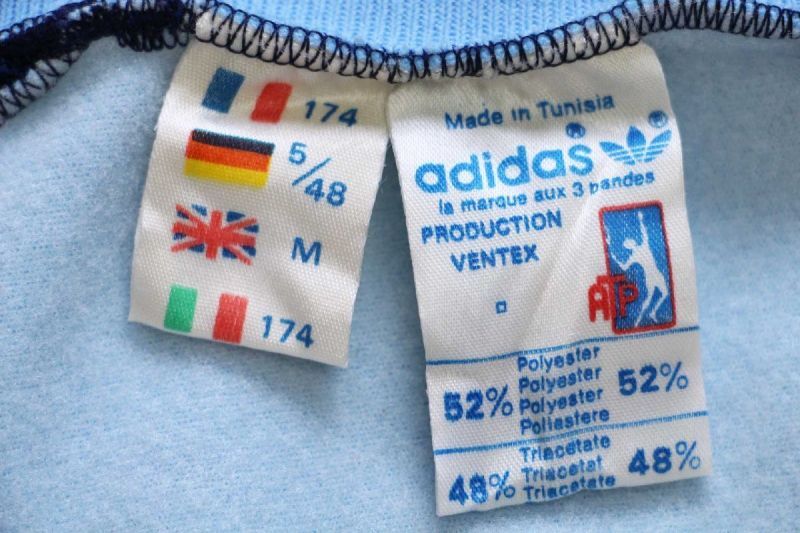 174
5/48
M
174
Made in Tunisia
adidas®
la marque aux 3 bandes
PRODUCTION
VENTEX
ATP
Polyester
Polyester
52% Polyester 52%
Poliestere
Triacetate
48% Triacetat 48%
Triacetate